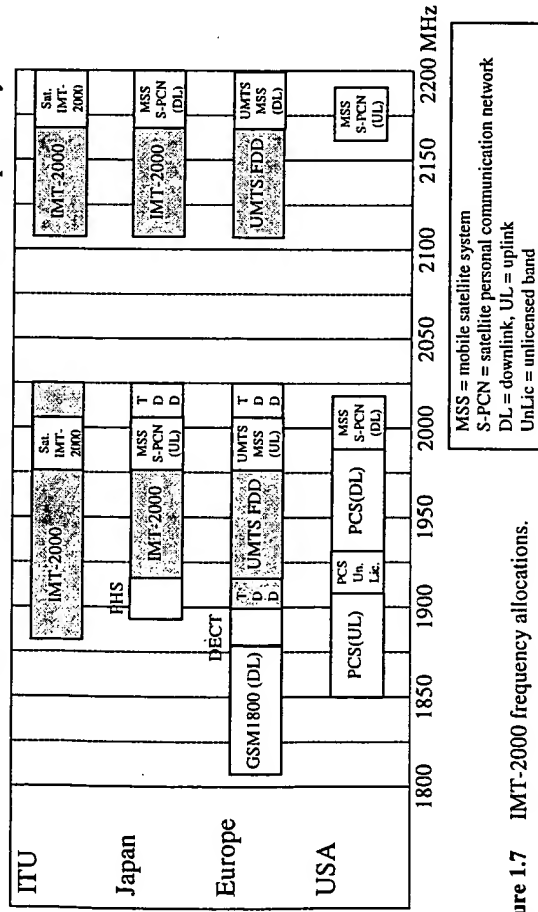 ITU
IMT-2000
Sat.
IMT-
2000
IMT-2000
Sat.
IMT-
2000
Japan
PHS
IMT-2000
MSS
S-PCN
(UL)
T
D
D
IMT-2000
MSS
S-PCN
(DL)
Europe
GSM1800 (DL)
DECT
T
D
D
UMTS FDD
UMTS
MSS
(UL)
T
D
D
UMTS FDD
UMTS
MSS
(DL)
USA
PCS(UL)
PCS
Un.
Lic.
PCS(DL)
MSS
S-PCN
(DL)
MSS
S-PCN
(UL)
1800 1850 1900 1950 2000 2050 2100 2150 2200 MHz
MSS = mobile satellite system
S-PCN = satellite personal communication network
DL = downlink, UL = uplink
UnLic = unlicensed band
ure 1.7 IMT-2000 frequency allocations.